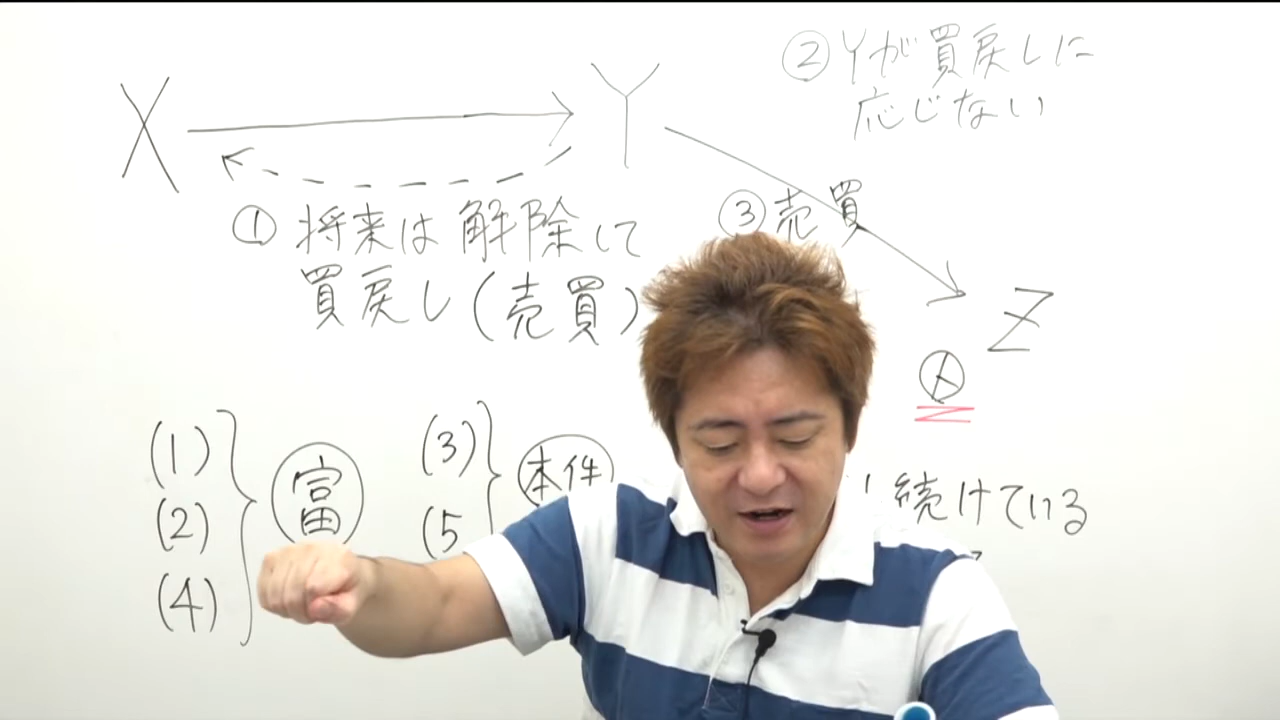 X
Y
②Yが買戻しに
応じない
①将来は解除して
買戻し(売買)
③売買
Z
(1)
(2)
(4)
富
(3)
(5
本件
続けている